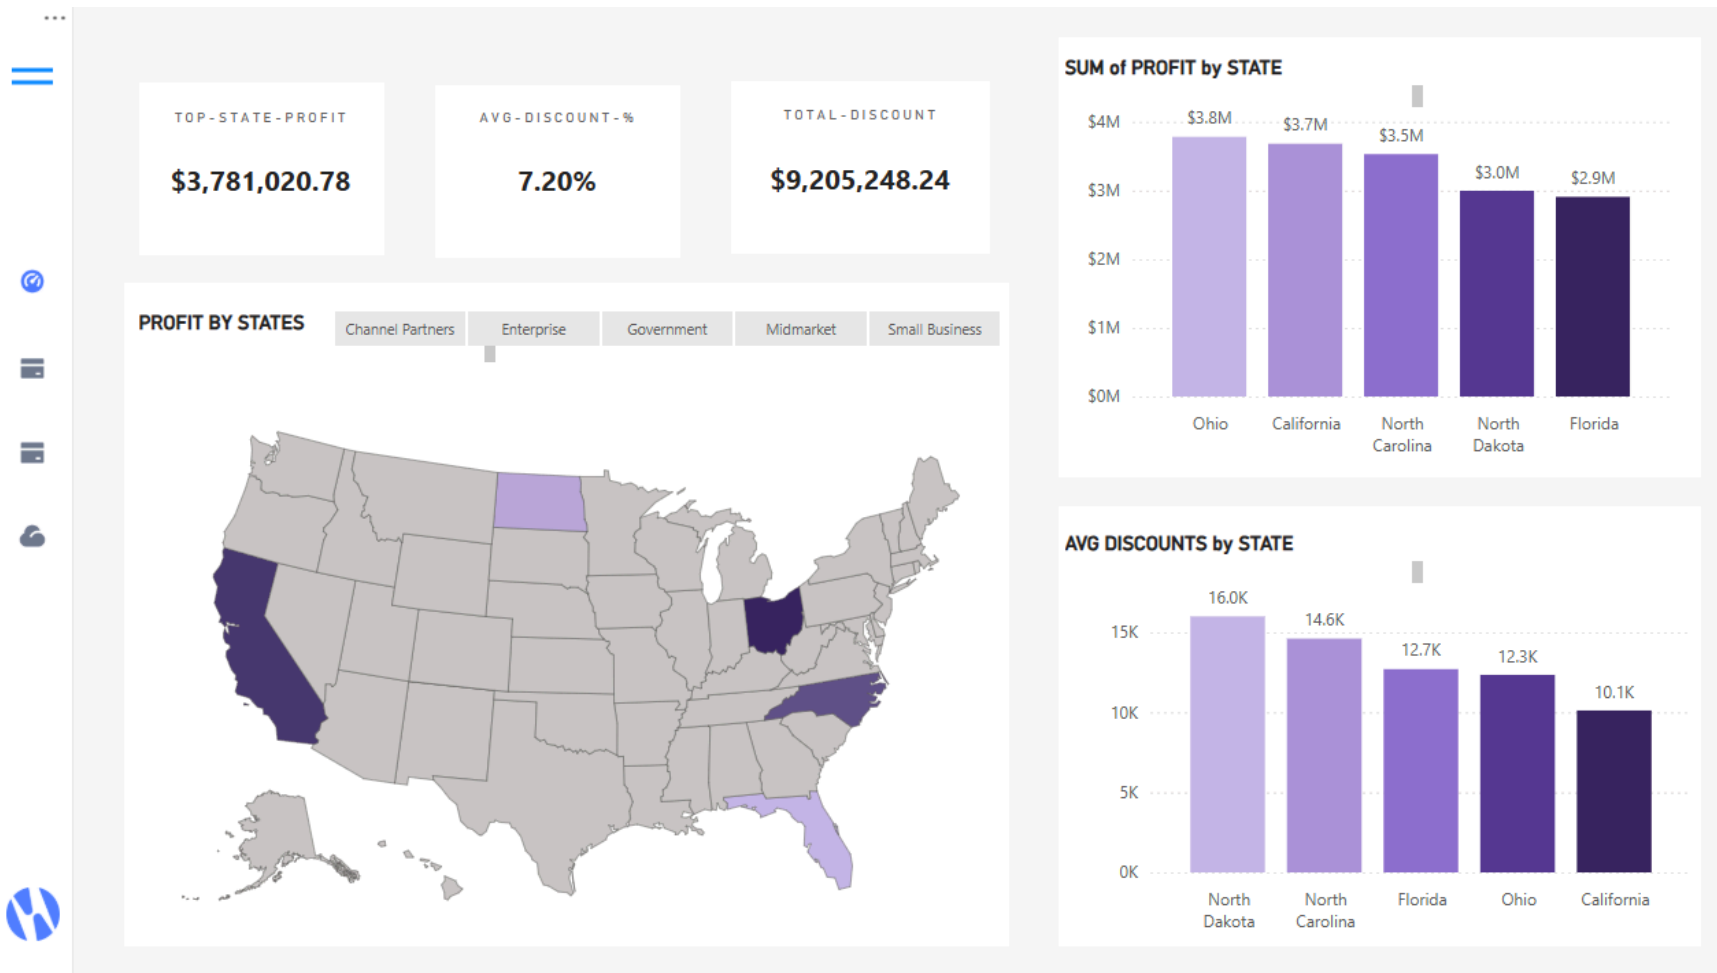 TOP-STATE-PROFIT
$3,781,020.78
AVG-DISCOUNT-%
7.20%
TOTAL-DISCOUNT
$9,205,248.24
PROFIT BY STATES
Channel Partners
Enterprise
Government
Midmarket
Small Business
SUM of PROFIT by STATE
$4M
$3M
$2M
$1M
$0M
$3.8M
$3.7M
$3.5M
$3.0M
$2.9M
Ohio
California
North
Carolina
North
Dakota
Florida
AVG DISCOUNTS by STATE
15K
10K
5K
0K
16.0K
14.6K
12.7K
12.3K
10.1K
North
Dakota
North
Carolina
Florida
Ohio
California